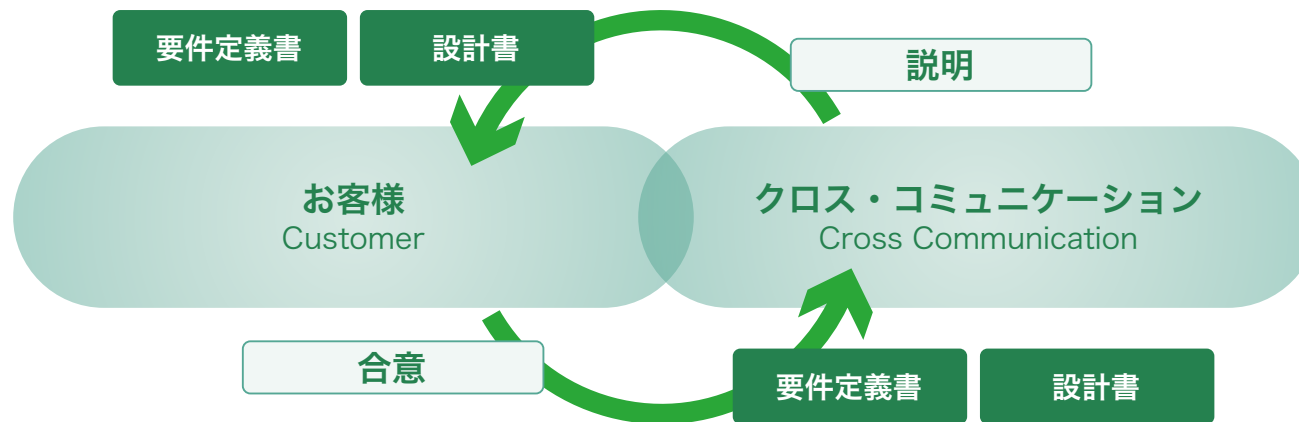 要件定義書
設計書
説明
お客様
Customer
クロス・コミュニケーション
Cross Communication
合意
要件定義書
設計書